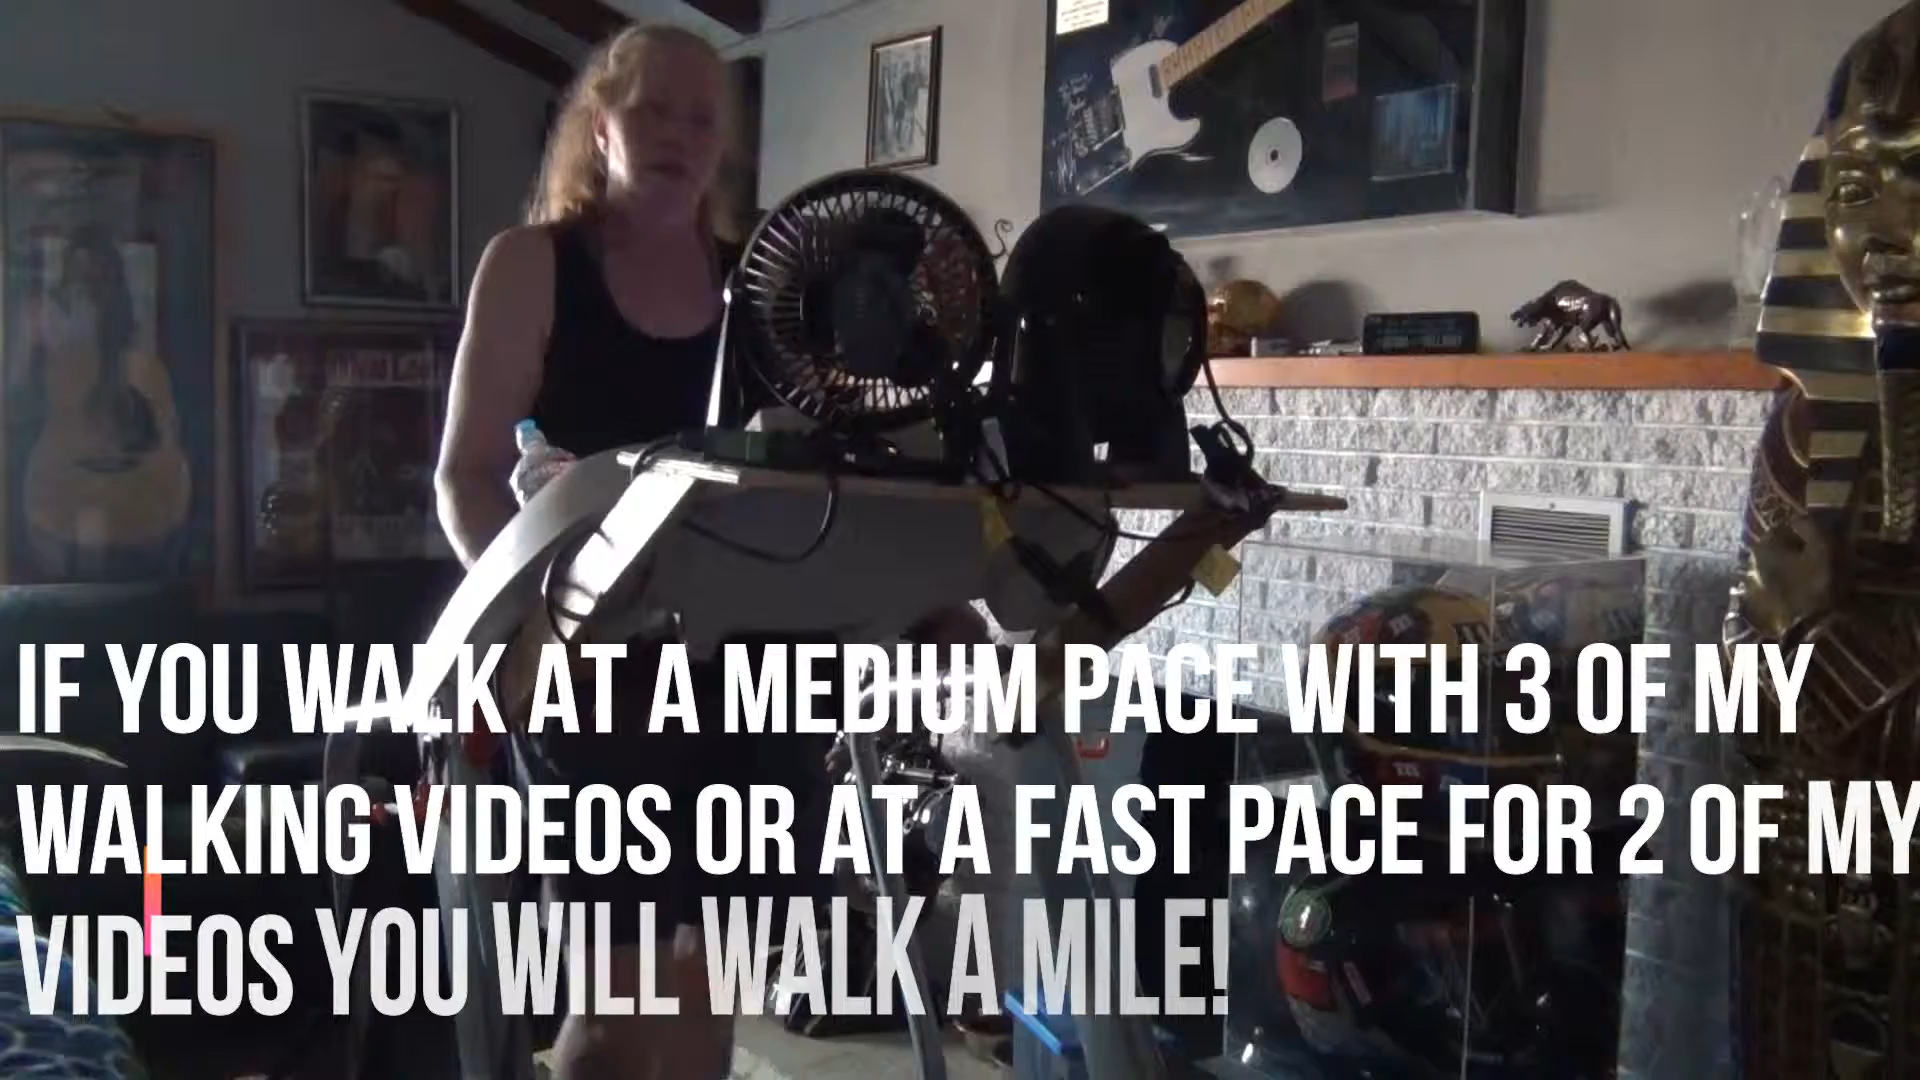 IF YOU WALK AT A MEDIUM PACE WITH 3 OF MY
WALKING VIDEOS OR AT A FAST PACE FOR 2 OF MY
VIDEOS YOU WILL WALK A MILE!